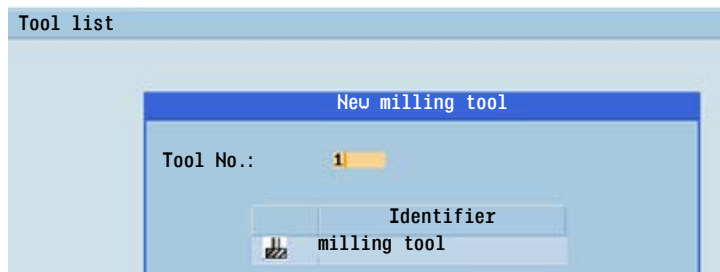 Tool list
New milling tool
Tool No.: 1
Identifier
milling tool